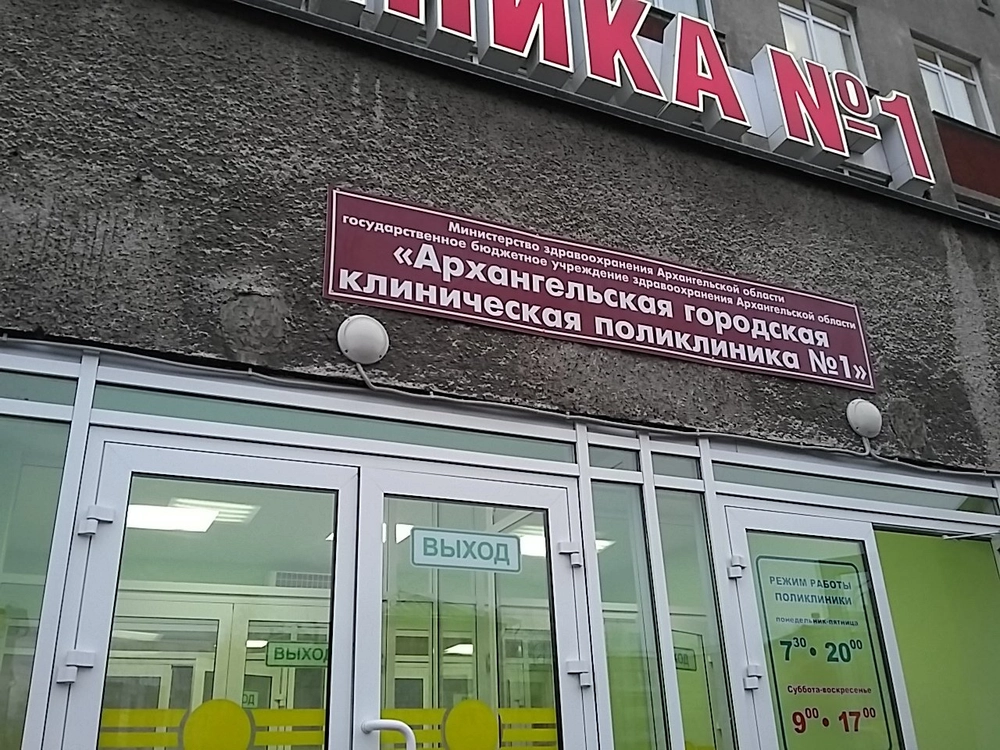 НИКА №1
Министерство здравоохранения Архангельской области
государственное бюджетное учреждение здравоохранения Архангельской области
«Архангельская городская
клиническая поликлиника №1»
ВЫХОД
ВЫХОД
РЕЖИМ РАБОТЫ
ПОЛИКЛИНИКИ
понедельник-пятница
7³⁰ • 20⁰⁰
Суббота-воскресенье
9⁰⁰ • 17⁰⁰